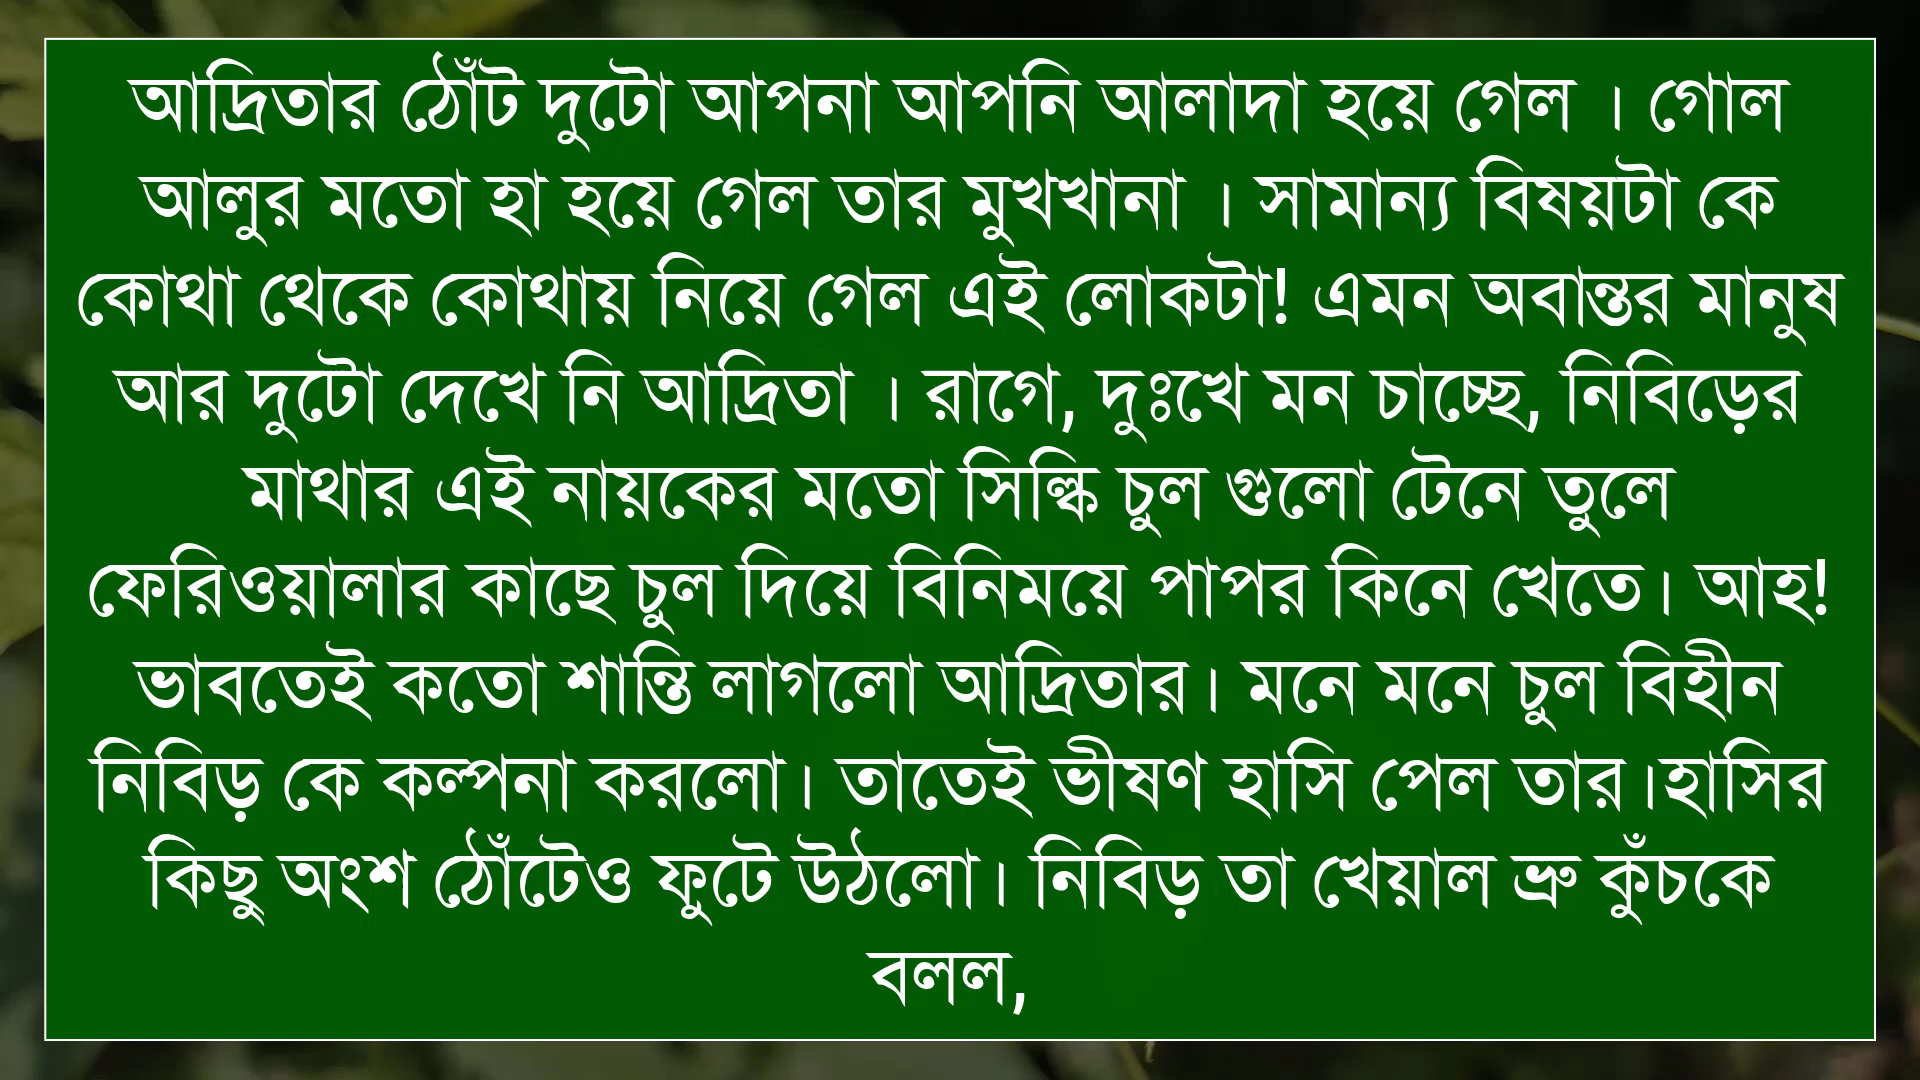 আদ্রিতার ঠোঁট দুটো আপনা আপনি আলাদা হয়ে গেল । গোল
আলুর মতো হা হয়ে গেল তার মুখখানা । সামান্য বিষয়টা কে
কোথা থেকে কোথায় নিয়ে গেল এই লোকটা! এমন অবান্তর মানুষ
আর দুটো দেখে নি আদ্রিতা । রাগে, দুঃখে মন চাচ্ছে, নিবিড়ের
মাথার এই নায়কের মতো সিল্কি চুল গুলো টেনে তুলে
ফেরিওয়ালার কাছে চুল দিয়ে বিনিময়ে পাপর কিনে খেতে। আহ!
ভাবতেই কতো শান্তি লাগলো আদ্রিতার। মনে মনে চুল বিহীন
নিবিড় কে কল্পনা করলো। তাতেই ভীষণ হাসি পেল তার।হাসির
কিছু অংশ ঠোঁটেও ফুটে উঠলো। নিবিড় তা খেয়াল ভ্রু কুঁচকে
বলল,